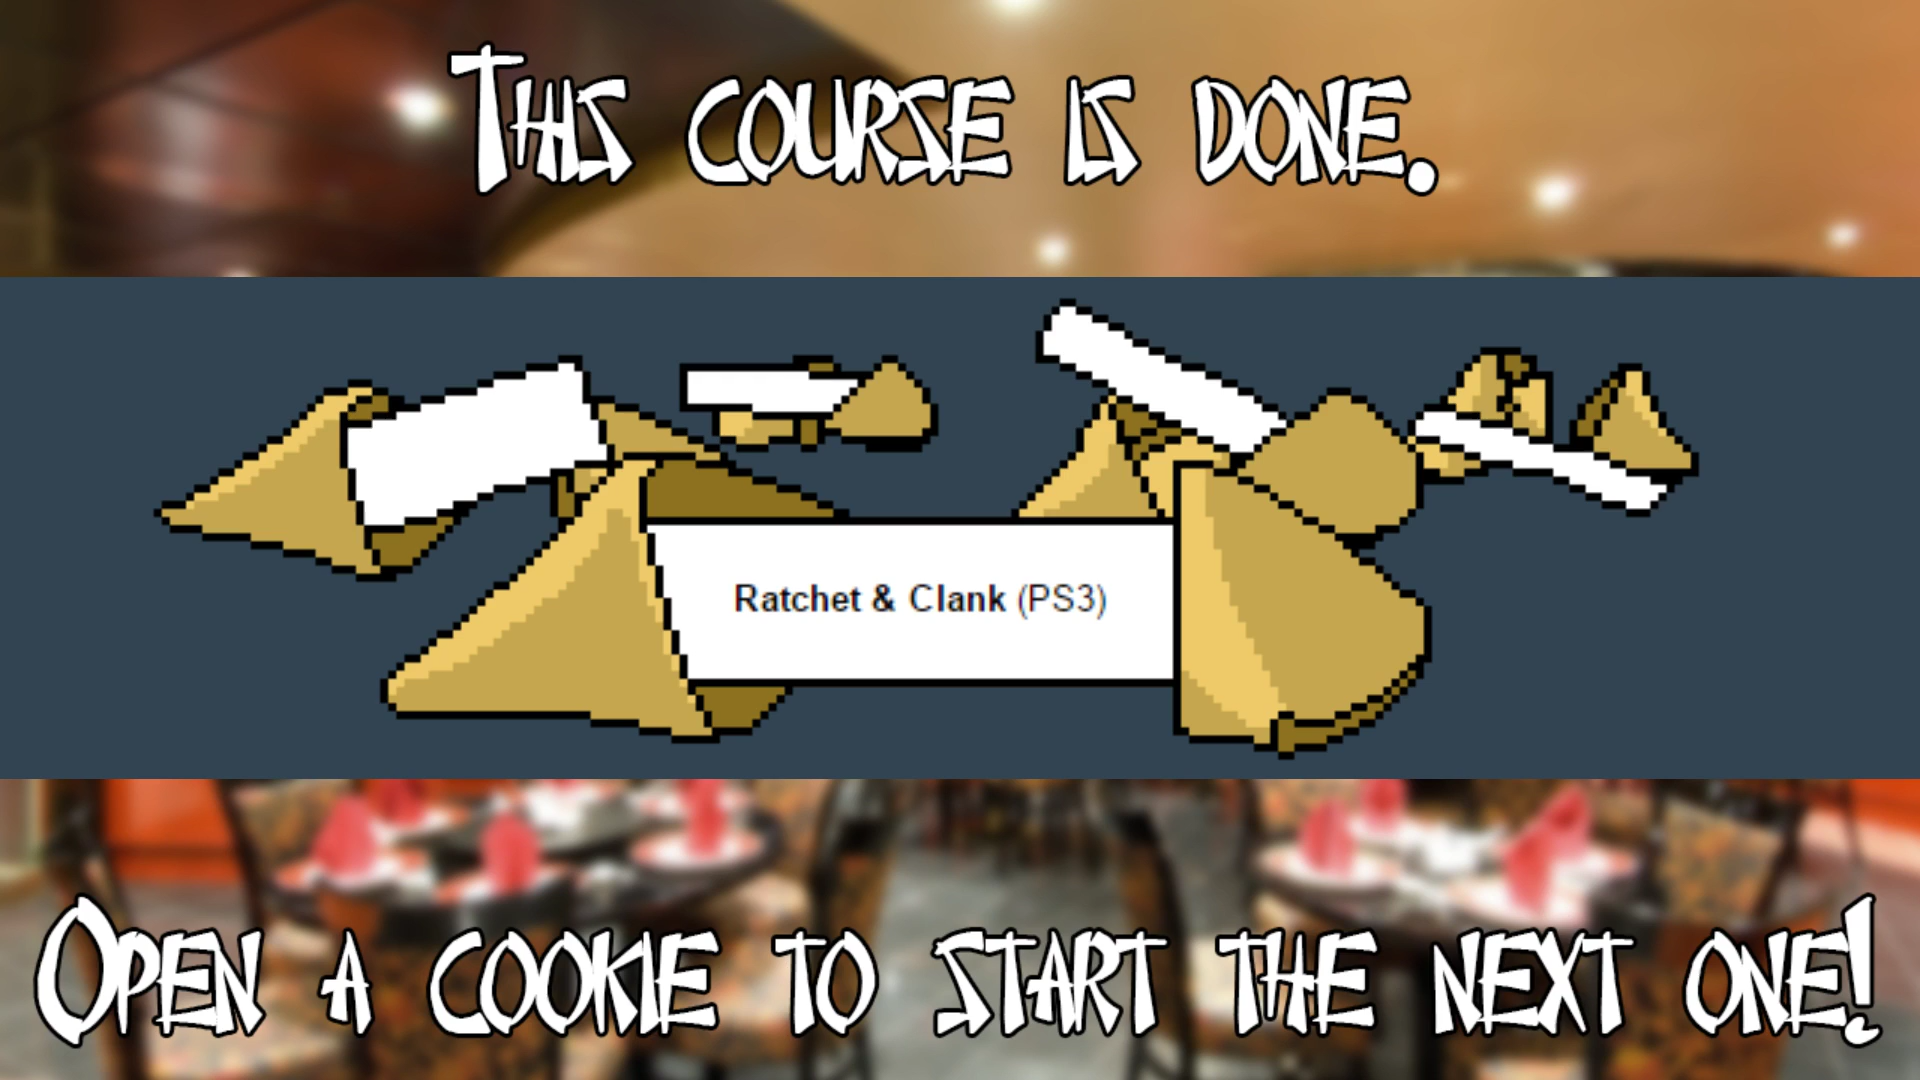 This course is done.
Ratchet & Clank (PS3)
Open a cookie to start the next one!